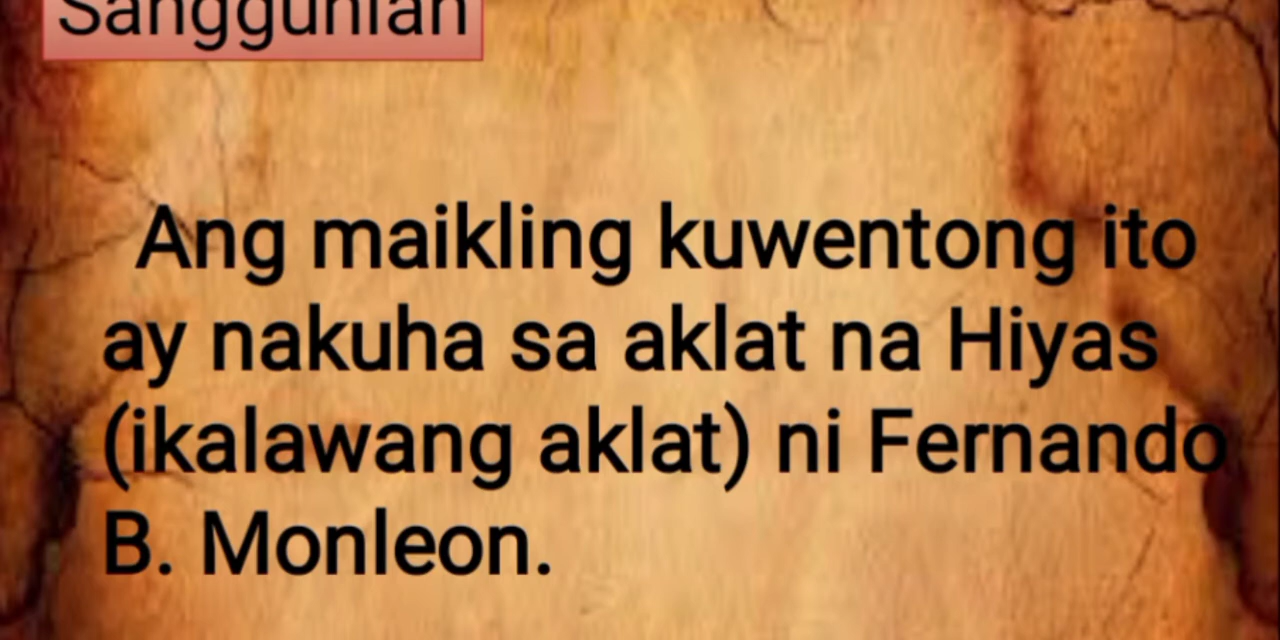 Sanggunian
Ang maikling kuwentong ito
ay nakuha sa aklat na Hiyas
(ikalawang aklat) ni Fernando
B. Monleon.